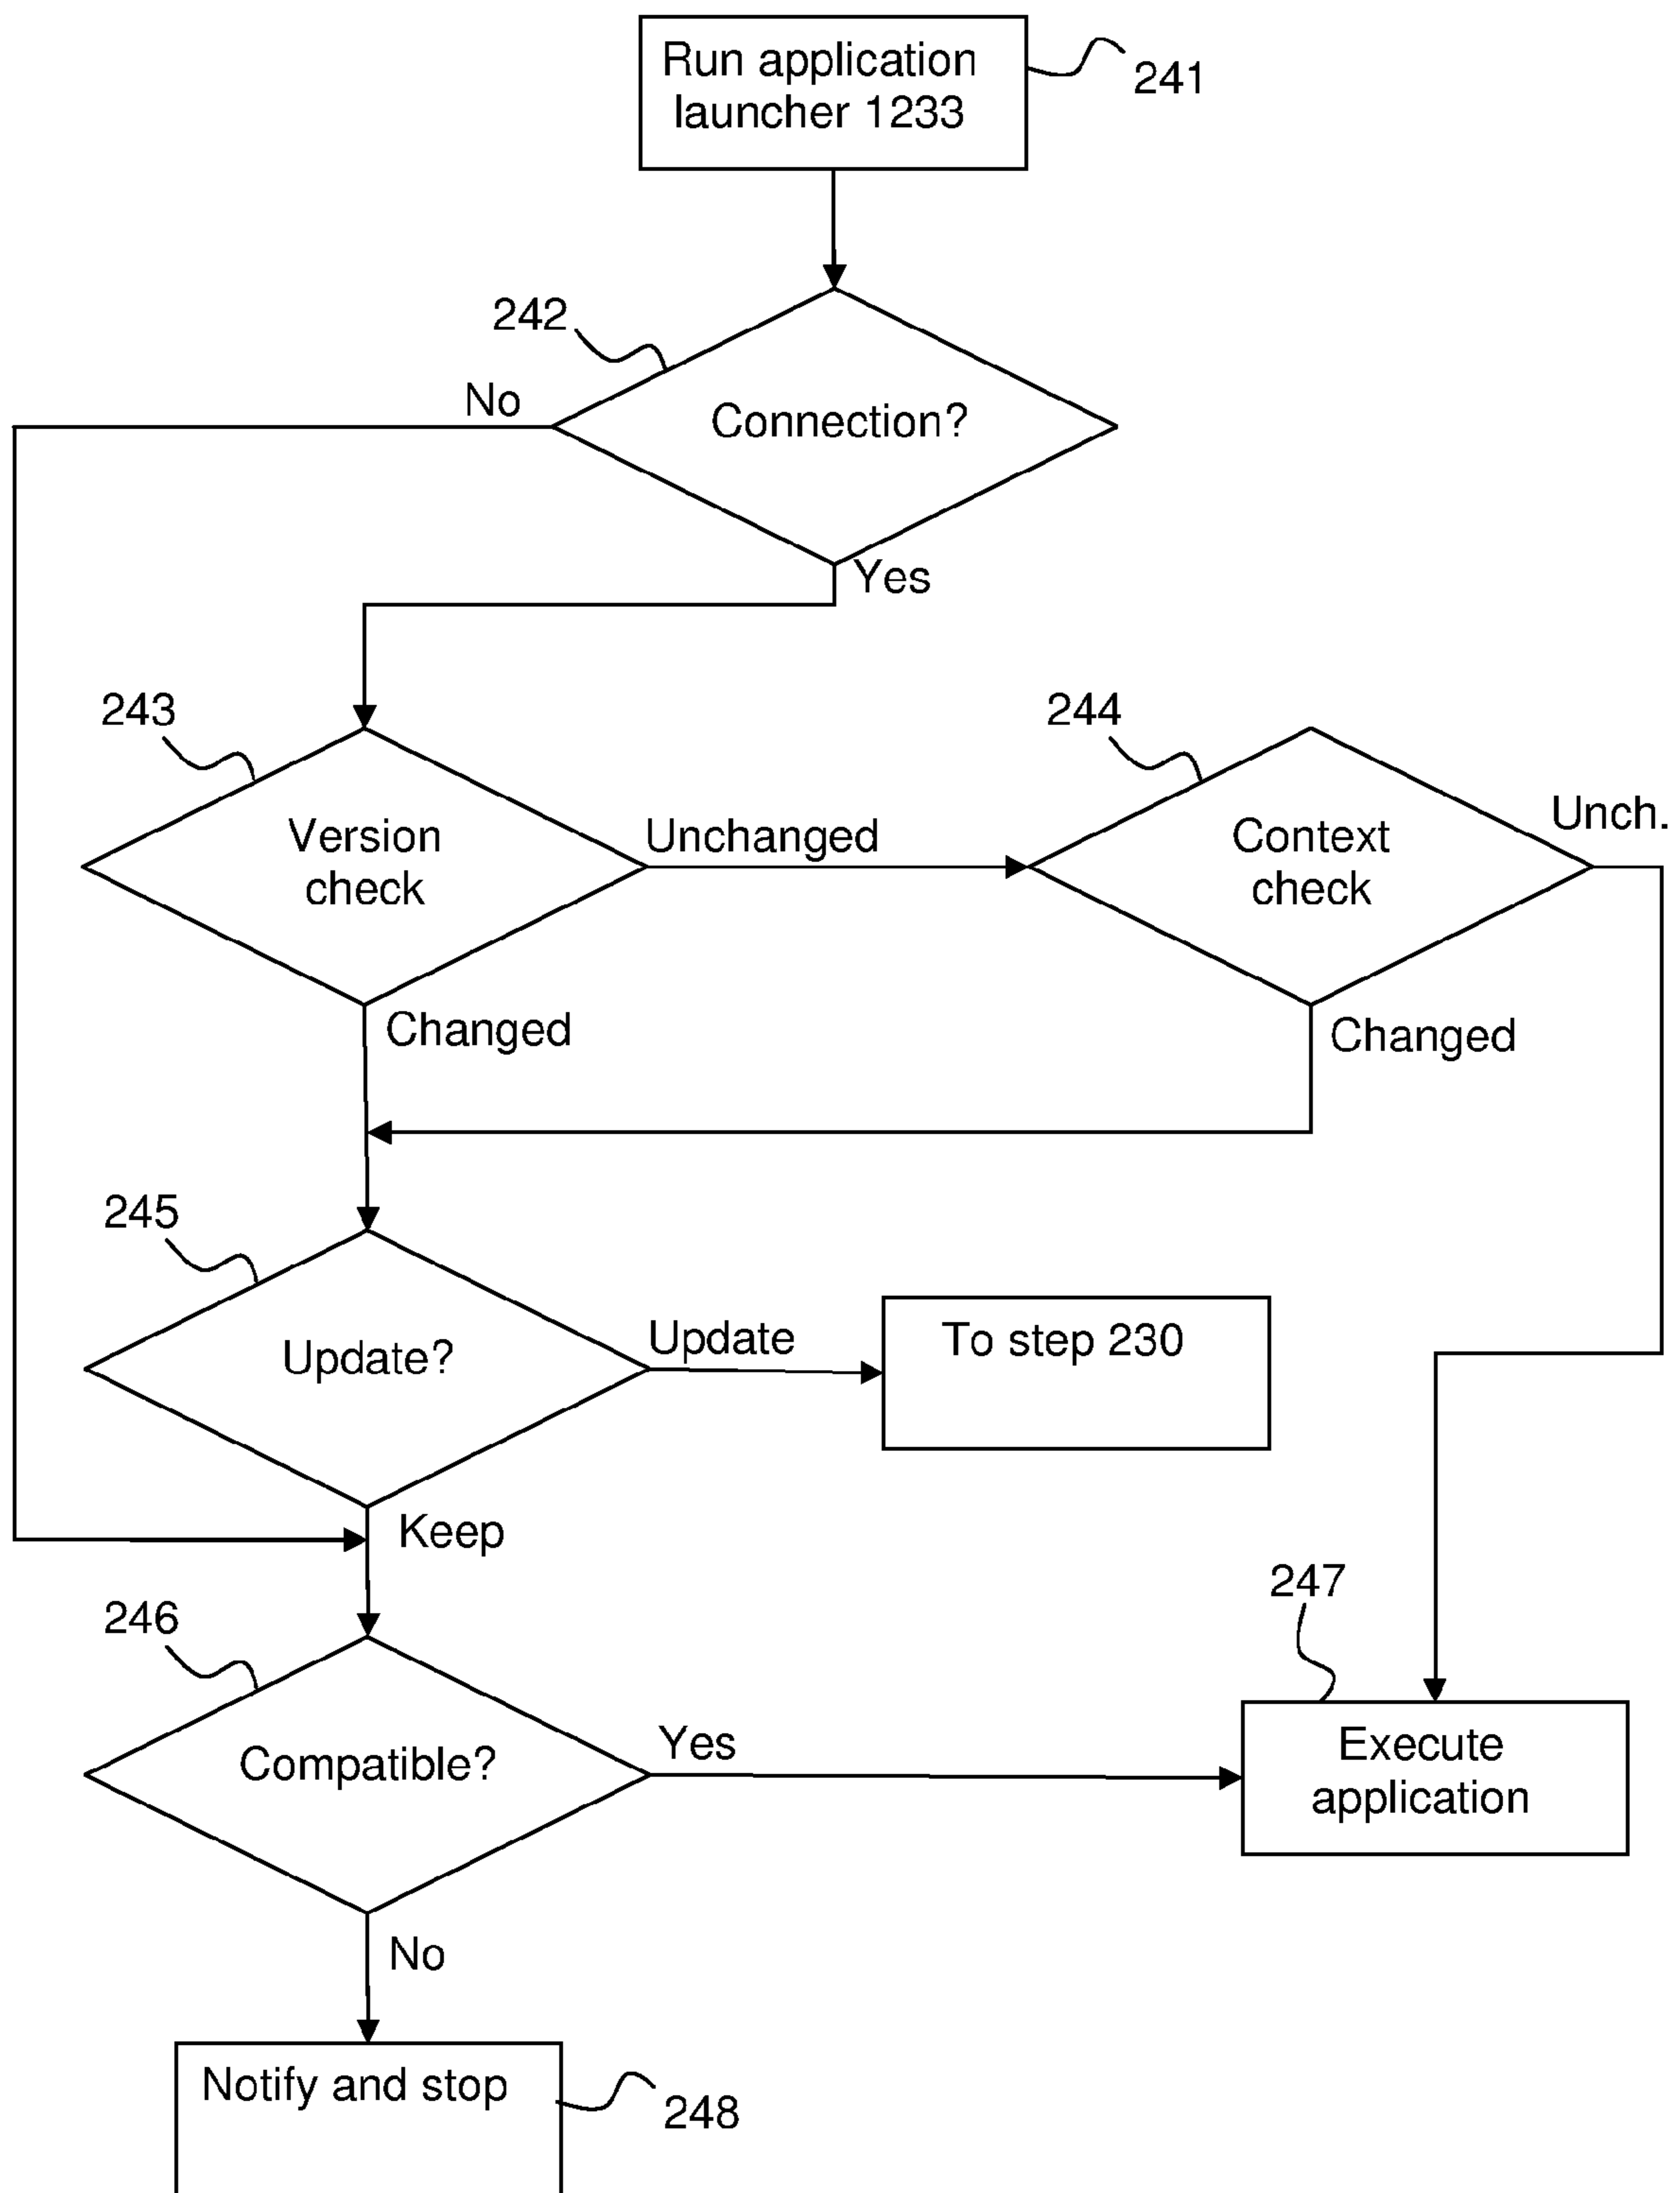 Run application
launcher 1233
241
242
No
Connection?
Yes
243
244
Unch.
Version
check
Unchanged
Context
check
Changed
Changed
245
Update?
Update
To step 230
Keep
246
247
Compatible?
Yes
Execute
application
No
Notify and stop
248